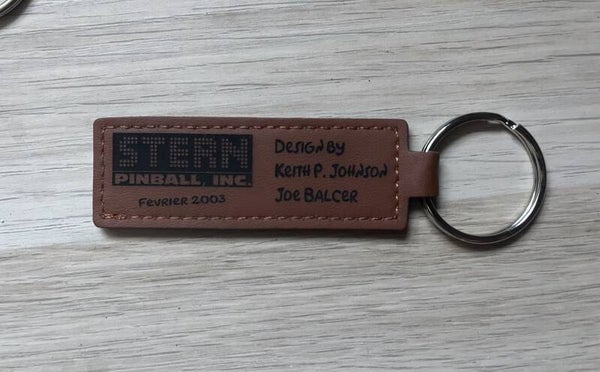 STERN
PINBALL, INC.
FEVRIER 2003
DESIGN BY
KEITH P. JOHNSON
JOE BALCER